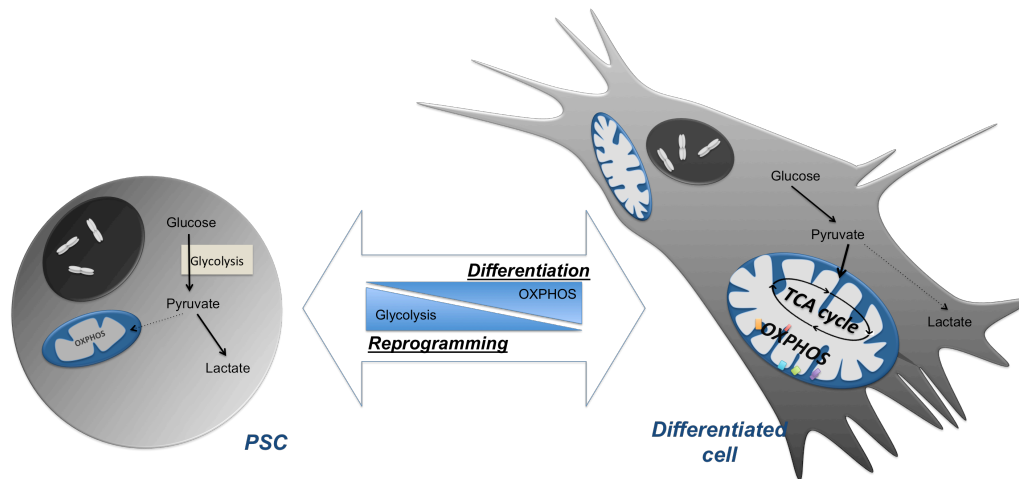 Glucose
Glycolysis
Pyruvate
OXPHOS
Lactate
PSC
Differentiation
OXPHOS
Glycolysis
Reprogramming
Glucose
Pyruvate
TCA cycle
OXPHOS
Lactate
Differentiated
cell